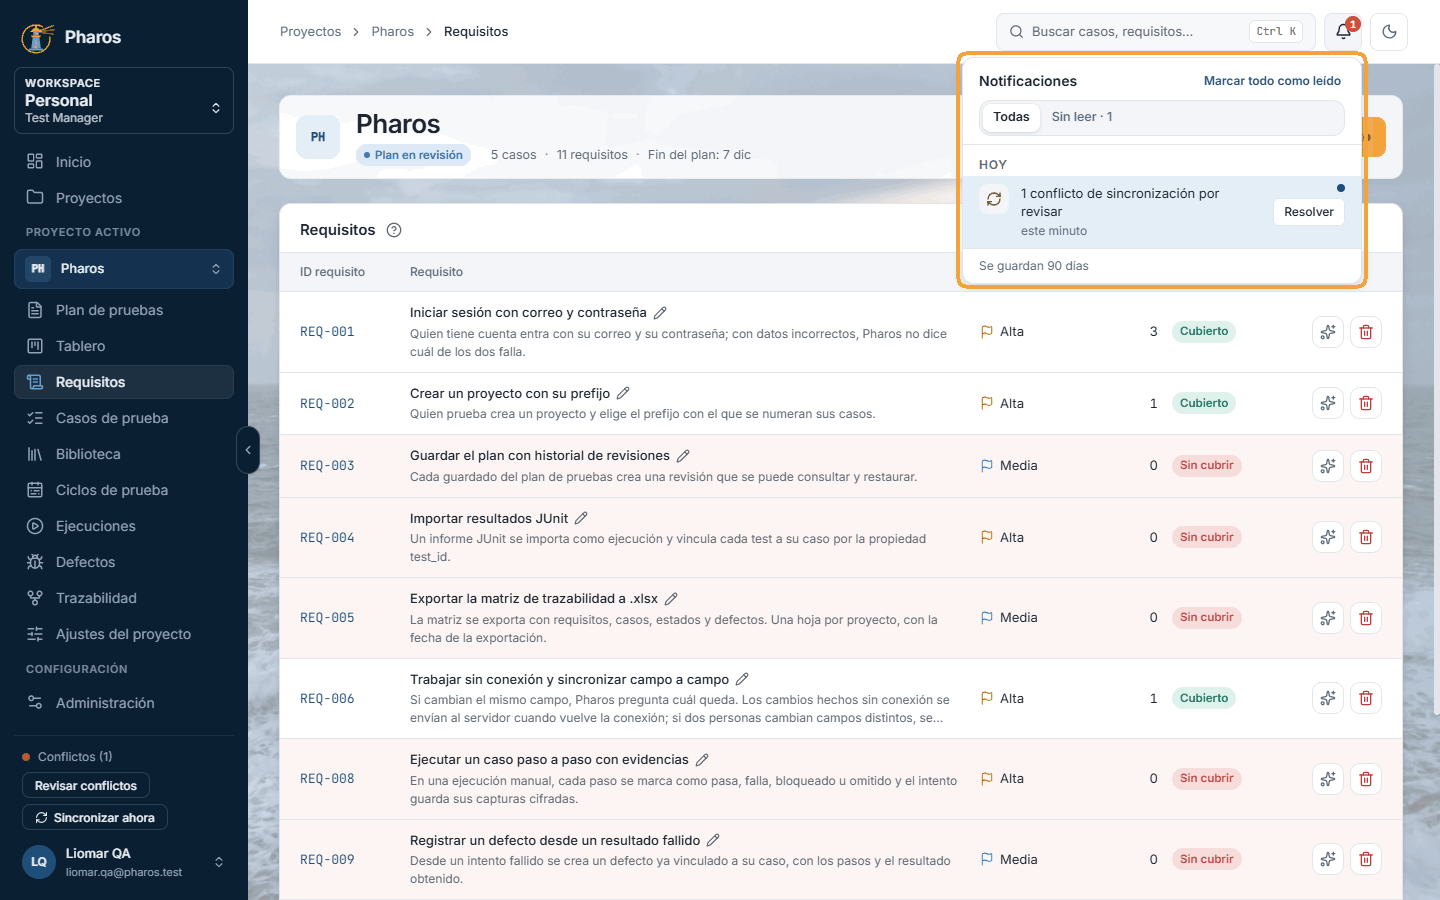 Pharos
WORKSPACE
Personal
Test Manager
Inicio
Proyectos
PROYECTO ACTIVO
PH Pharos
Plan de pruebas
Tablero
Requisitos
Casos de prueba
Biblioteca
Ciclos de prueba
Ejecuciones
Defectos
Trazabilidad
Ajustes del proyecto
CONFIGURACIÓN
Administración
Conflictos (1)
Revisar conflictos
Sincronizar ahora
LQ
Liomar QA
liomar.qa@pharos.test
Proyectos > Pharos > Requisitos
Buscar casos, requisitos... Ctrl K
1
PH
Pharos
Plan en revisión 5 casos · 11 requisitos · Fin del plan: 7 dic
Notificaciones Marcar todo como leído
Todas Sin leer · 1
HOY
1 conflicto de sincronización por
revisar
este minuto
Resolver
Se guardan 90 días
Requisitos ?
ID requisito Requisito
REQ-001 Iniciar sesión con correo y contraseña
Quien tiene cuenta entra con su correo y su contraseña; con datos incorrectos, Pharos no dice
cuál de los dos falla.
Alta 3 Cubierto
REQ-002 Crear un proyecto con su prefijo
Quien prueba crea un proyecto y elige el prefijo con el que se numeran sus casos.
Alta 1 Cubierto
REQ-003 Guardar el plan con historial de revisiones
Cada guardado del plan de pruebas crea una revisión que se puede consultar y restaurar.
Media 0 Sin cubrir
REQ-004 Importar resultados JUnit
Un informe JUnit se importa como ejecución y vincula cada test a su caso por la propiedad
test_id.
Alta 0 Sin cubrir
REQ-005 Exportar la matriz de trazabilidad a .xlsx
La matriz se exporta con requisitos, casos, estados y defectos. Una hoja por proyecto, con la
fecha de la exportación.
Media 0 Sin cubrir
REQ-006 Trabajar sin conexión y sincronizar campo a campo
Si cambian el mismo campo, Pharos pregunta cuál queda. Los cambios hechos sin conexión se
envían al servidor cuando vuelve la conexión; si dos personas cambian campos distintos, se...
Alta 1 Cubierto
REQ-008 Ejecutar un caso paso a paso con evidencias
En una ejecución manual, cada paso se marca como pasa, falla, bloqueado u omitido y el intento
guarda sus capturas cifradas.
Alta 0 Sin cubrir
REQ-009 Registrar un defecto desde un resultado fallido
Desde un intento fallido se crea un defecto ya vinculado a su caso, con los pasos y el resultado
obtenido.
Media 0 Sin cubrir